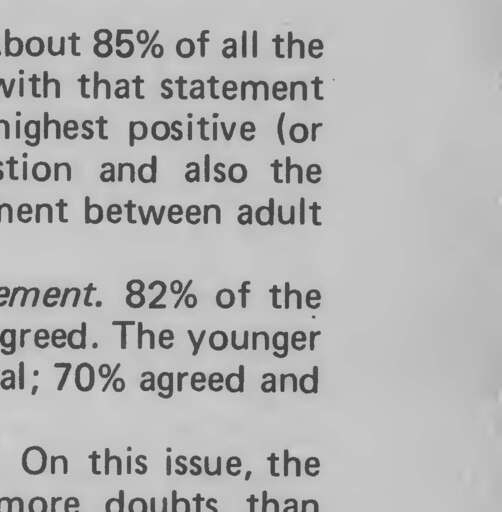 about 85% of all the
with that statement
highest positive (or
stion and also the
ment between adult
ement. 82% of the
greed. The younger
al; 70% agreed and
On this issue, the
more doubts than